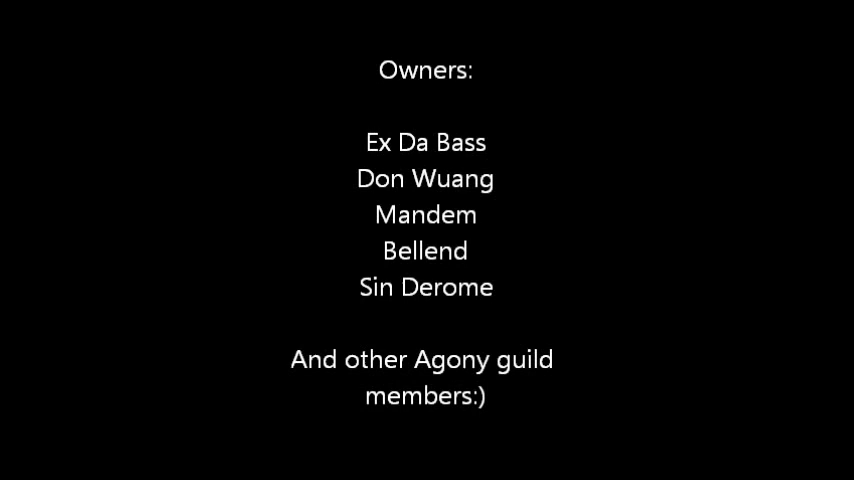 Owners:
Ex Da Bass
Don Wuang
Mandem
Bellend
Sin Derome
And other Agony guild
members:)